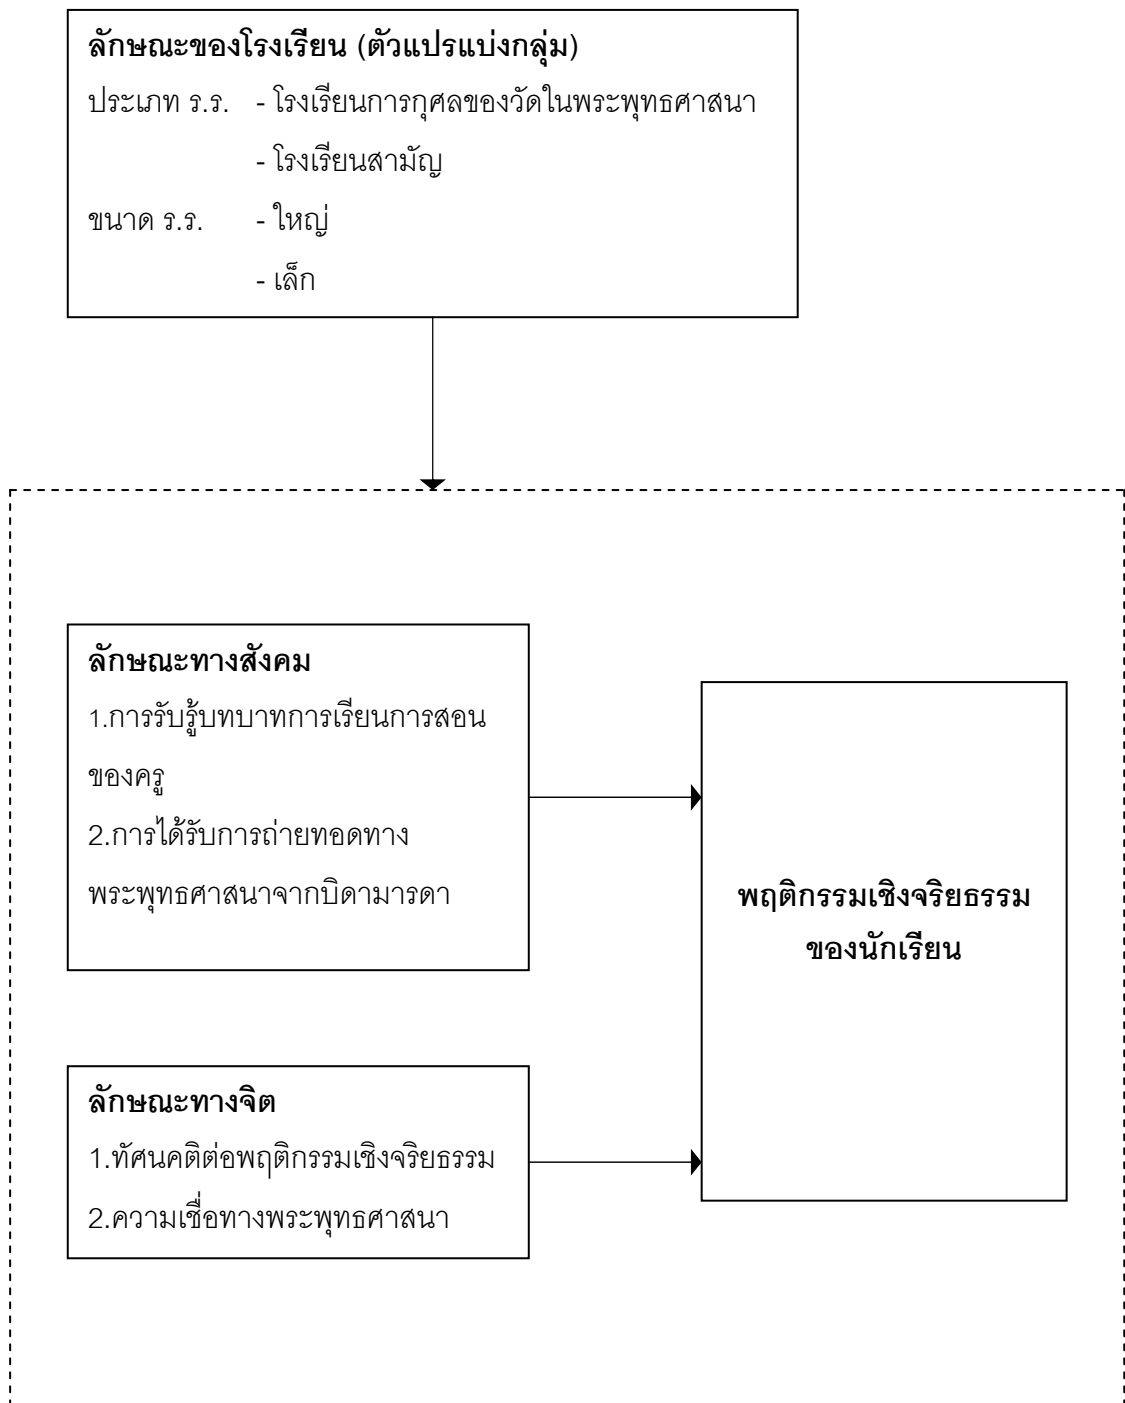 ลักษณะของโรงเรียน (ตัวแปรแบ่งกลุ่ม)
ประเภท ร.ร. - โรงเรียนการกุศลของวัดในพระพุทธศาสนา
- โรงเรียนสามัญ
ขนาด ร.ร. - ใหญ่
- เล็ก
ลักษณะทางสังคม
1.การรับรู้บทบาทการเรียนการสอน
ของครู
2.การได้รับการถ่ายทอดทาง
พระพุทธศาสนาจากบิดามารดา
พฤติกรรมเชิงจริยธรรม
ของนักเรียน
ลักษณะทางจิต
1.ทัศนคติต่อพฤติกรรมเชิงจริยธรรม
2.ความเชื่อทางพระพุทธศาสนา